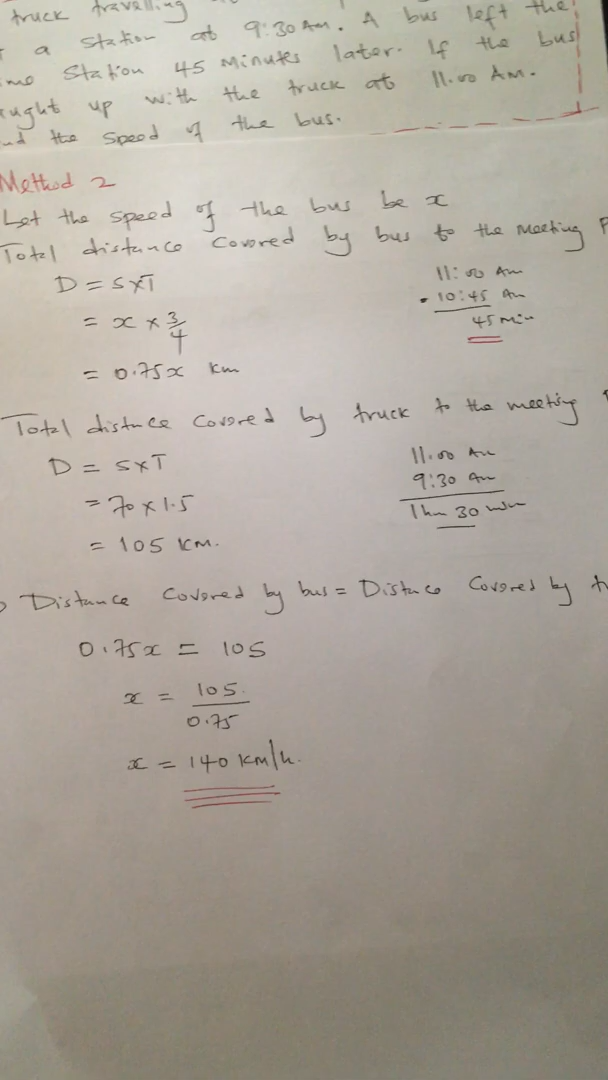 truck travelling
a station at 9:30 Am. A bus left the
Station 45 Minutes later. If the bus
up with the truck at 11.00 Am.
the Speed of the bus.
Method 2
Let the speed of the bus be x
Total distance Covered by bus to the meeting P
D = S×T
= x × 3/4
= 0.75x km
11:00 Am
- 10:45 Am
45 Min
Total distance Covered by truck to the meeting
D = S×T
= 70 × 1.5
= 105 KM.
11.00 Am
9:30 Am
1hr 30 min
Distance Covered by bus = Distance Covered by
0.75x = 105
x = 105
0.75
x = 140 km/h.